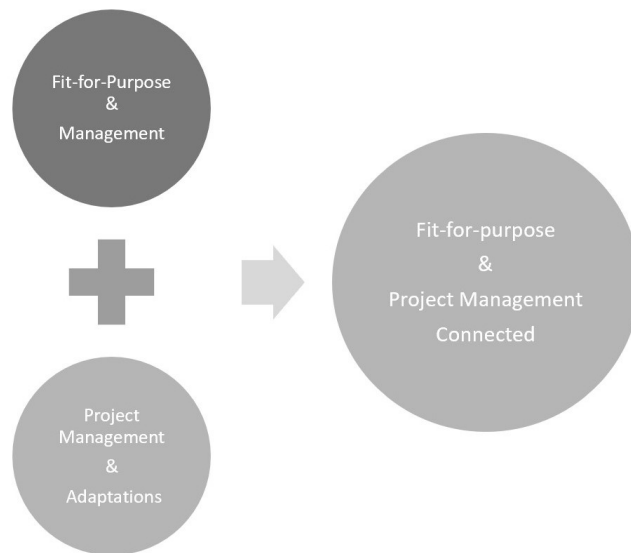 Fit-for-Purpose
&
Management
Project
Management
&
Adaptations
Fit-for-purpose
&
Project Management
Connected